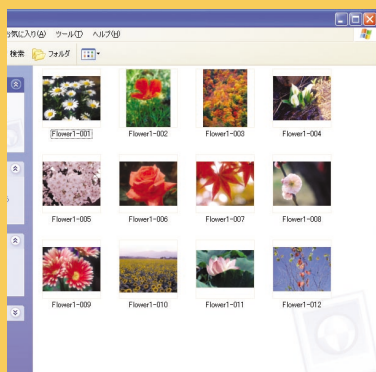 お気に入り(A) ツール(T) ヘルプ(H)
検索 フォルダ
Flower1-001 Flower1-002 Flower1-003 Flower1-004
Flower1-005 Flower1-006 Flower1-007 Flower1-008
Flower1-009 Flower1-010 Flower1-011 Flower1-012